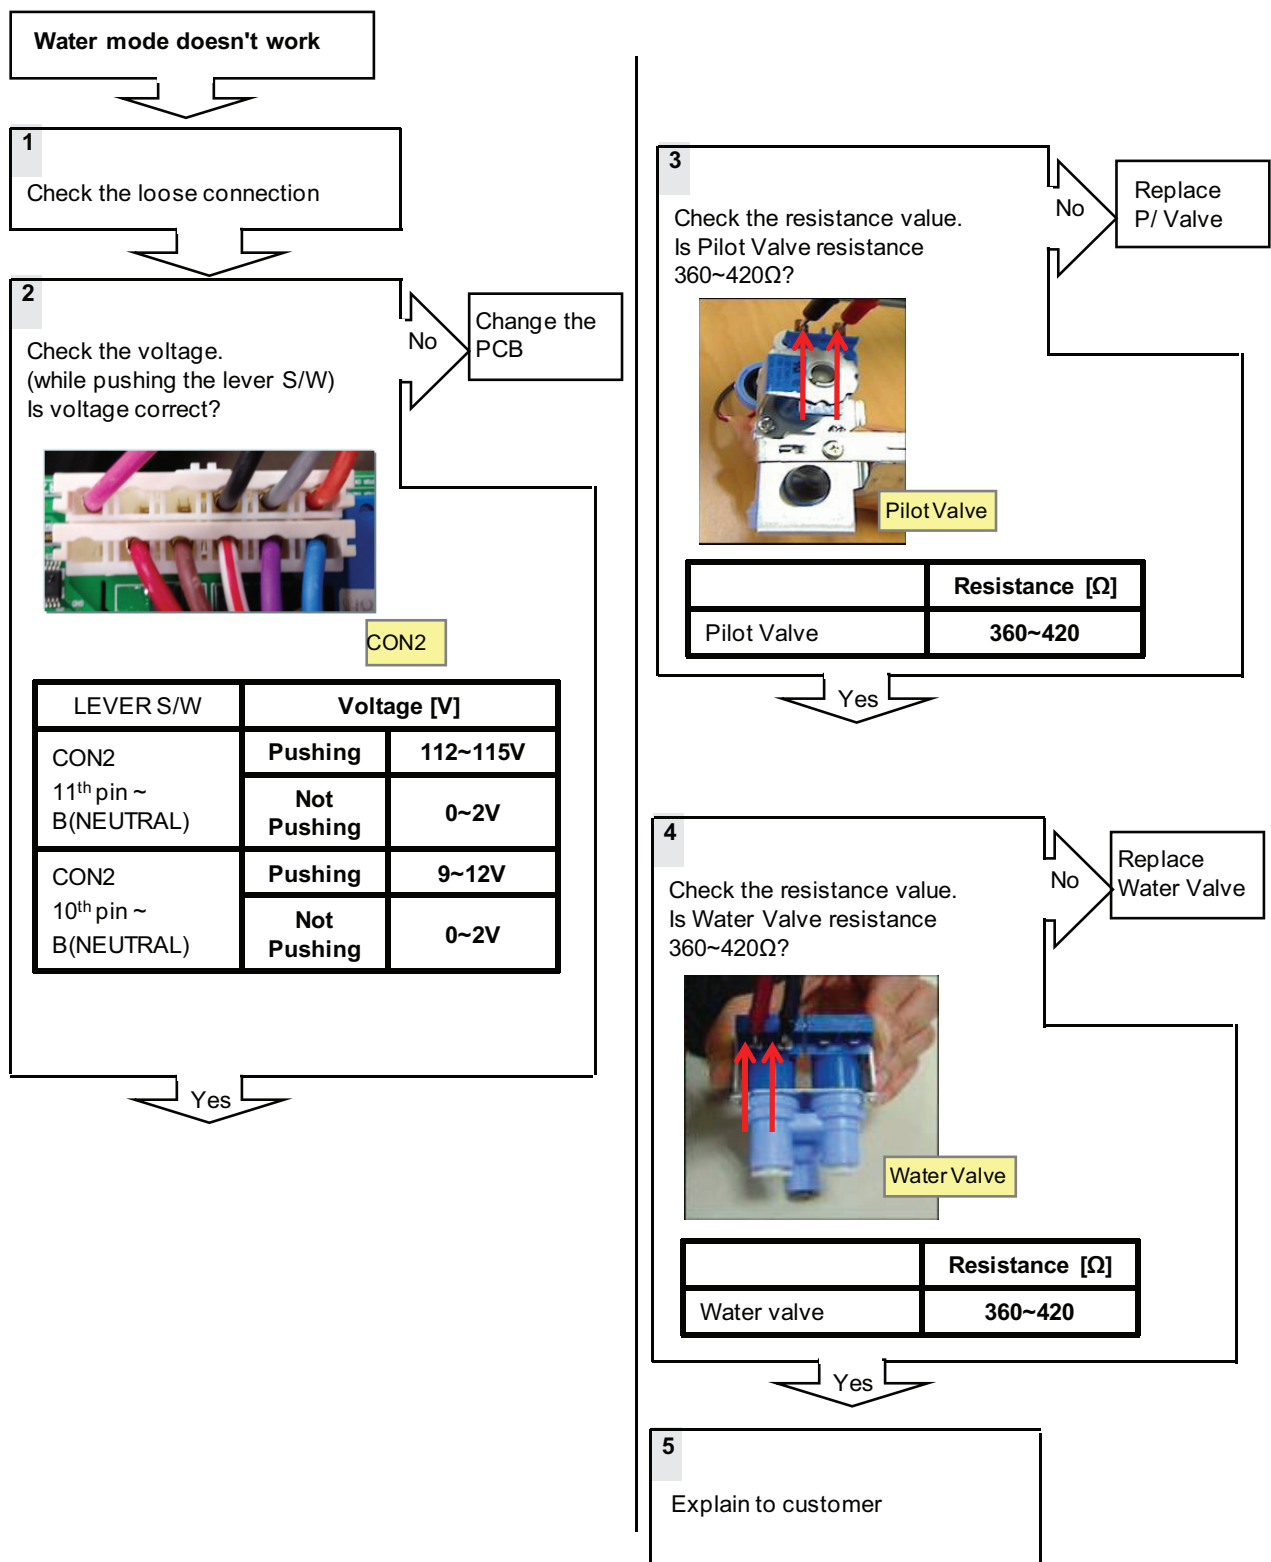 Water mode doesn't work
1
Check the loose connection
2
Check the voltage.
(while pushing the lever S/W)
Is voltage correct?
No
Change the
PCB
CON2
LEVER S/W
Voltage [V]
CON2
11th pin ~
B(NEUTRAL)
Pushing
112~115V
Not
Pushing
0~2V
CON2
10th pin ~
B(NEUTRAL)
Pushing
9~12V
Not
Pushing
0~2V
Yes
3
Check the resistance value.
Is Pilot Valve resistance
360~420Ω?
No
Replace
P/ Valve
Pilot Valve
Resistance [Ω]
Pilot Valve
360~420
Yes
4
Check the resistance value.
Is Water Valve resistance
360~420Ω?
No
Replace
Water Valve
Water Valve
Resistance [Ω]
Water valve
360~420
Yes
5
Explain to customer